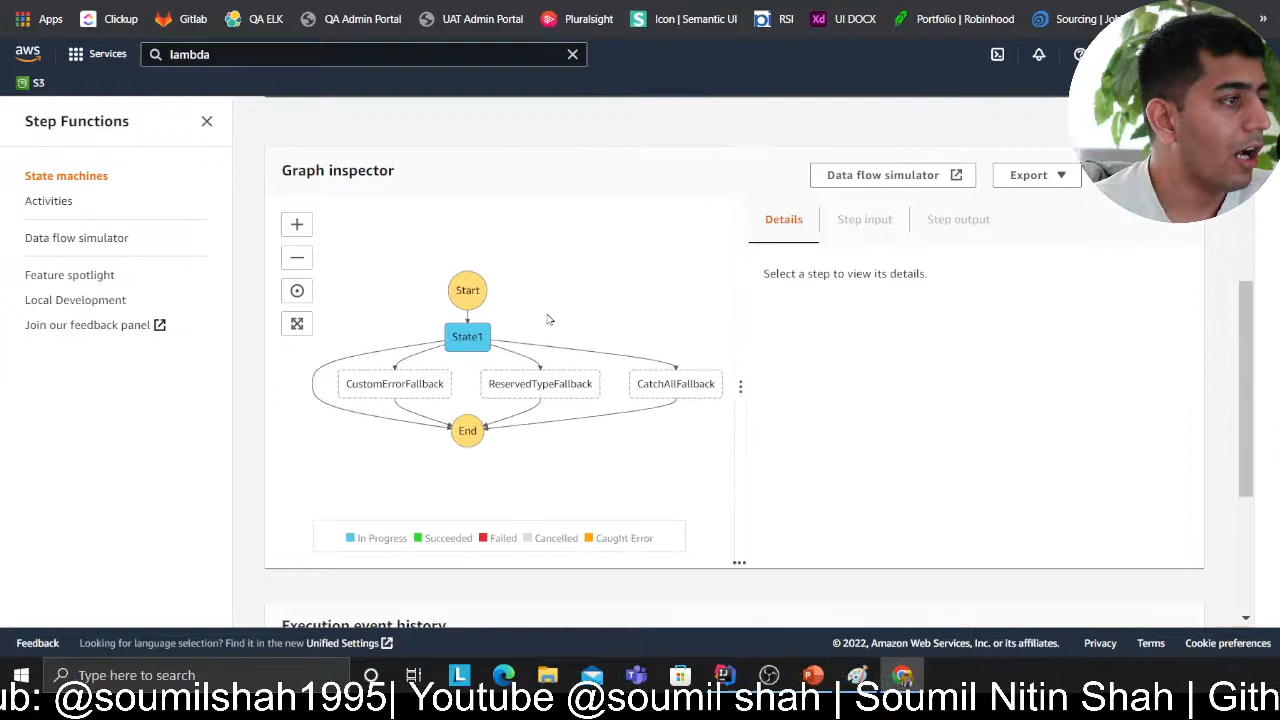 Apps Clickup Gitlab QA ELK QA Admin Portal UAT Admin Portal Pluralsight Icon | Semantic UI RSI UI DOCX Portfolio | Robinhood Sourcing | Jo »
aws Services lambda
S3
Step Functions
State machines
Activities
Data flow simulator
Feature spotlight
Local Development
Join our feedback panel
Graph inspector
Data flow simulator
Export
Details Step input Step output
Select a step to view its details.
Start
State1
CustomErrorFallback ReservedTypeFallback CatchAllFallback
End
In Progress Succeeded Failed Cancelled Caught Error
Execution event history
Feedback Looking for language selection? Find it in the new Unified Settings © 2022, Amazon Web Services, Inc. or its affiliates. Privacy Terms Cookie preferences
Type here to search
ub: @soumilshah1995| Youtube @soumil shah | Soumil Nitin Shah | Gith